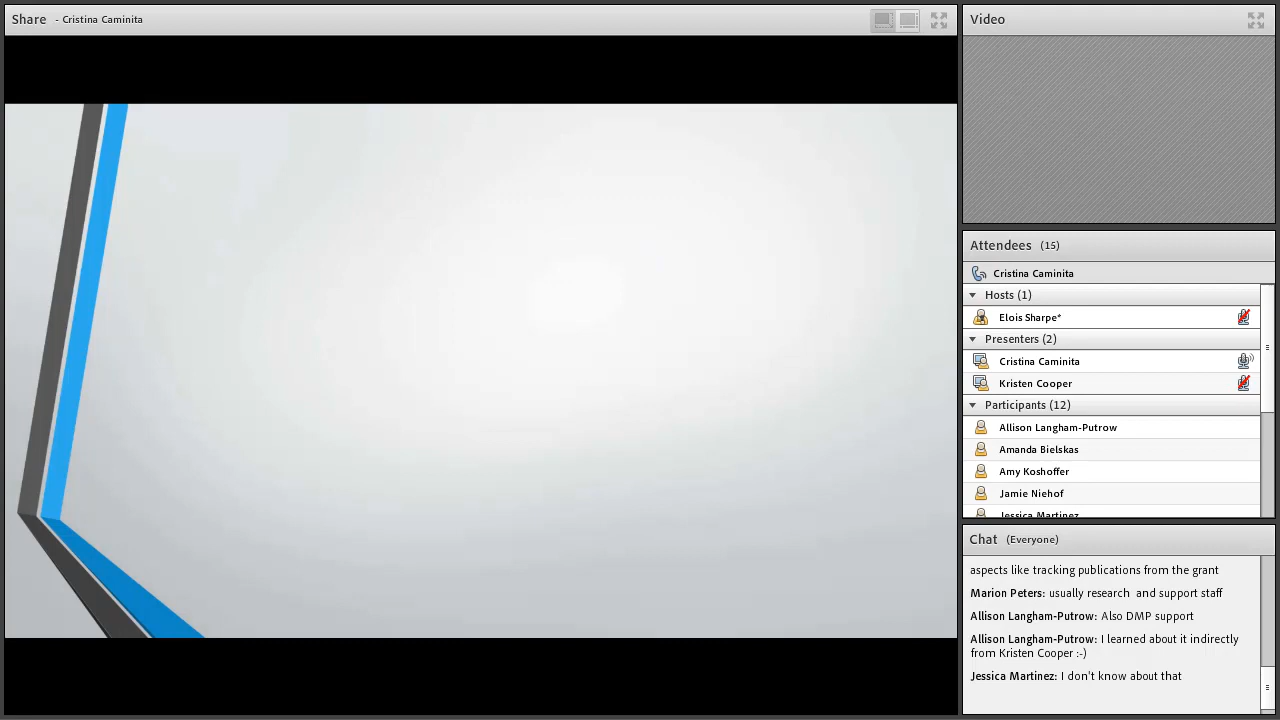 Share - Cristina Caminita
Video
Attendees (15)
Cristina Caminita
Hosts (1)
Elois Sharpe*
Presenters (2)
Cristina Caminita
Kristen Cooper
Participants (12)
Allison Langham-Putrow
Amanda Bielskas
Amy Koshoffer
Jamie Niehof
Jessica Martinez
Chat (Everyone)
aspects like tracking publications from the grant
Marion Peters: usually research and support staff
Allison Langham-Putrow: Also DMP support
Allison Langham-Putrow: I learned about it indirectly
from Kristen Cooper :-)
Jessica Martinez: I don't know about that